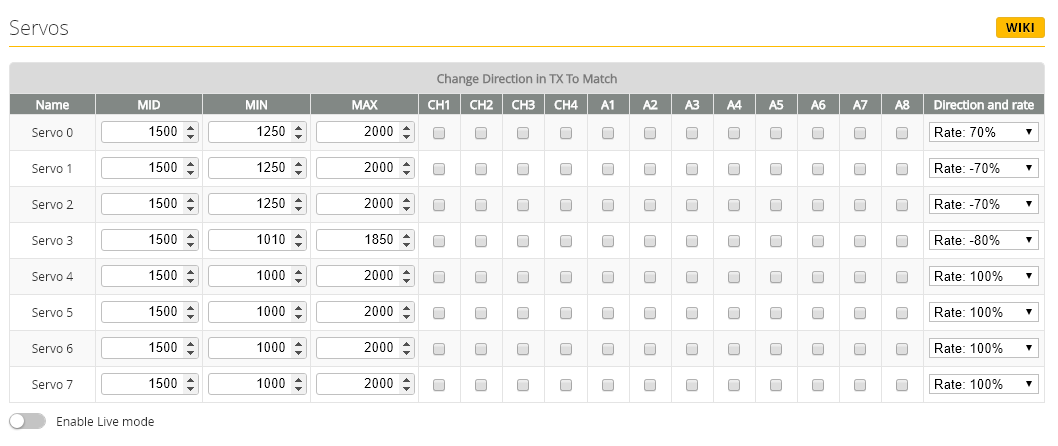 Servos WIKI
Change Direction in TX To Match
Name MID MIN MAX CH1 CH2 CH3 CH4 A1 A2 A3 A4 A5 A6 A7 A8 Direction and rate
Servo 0 1500 1250 2000 Rate: 70%
Servo 1 1500 1250 2000 Rate: -70%
Servo 2 1500 1250 2000 Rate: -70%
Servo 3 1500 1010 1850 Rate: -80%
Servo 4 1500 1000 2000 Rate: 100%
Servo 5 1500 1000 2000 Rate: 100%
Servo 6 1500 1000 2000 Rate: 100%
Servo 7 1500 1000 2000 Rate: 100%
Enable Live mode